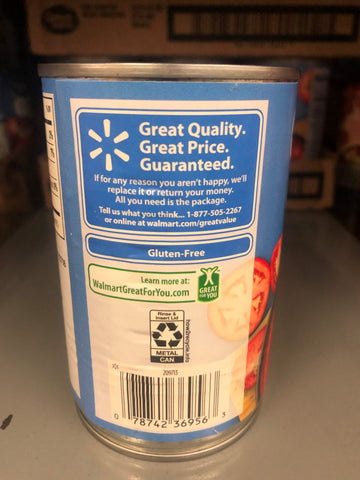 Great Quality.
Great Price.
Guaranteed.
If for any reason you aren't happy, we'll
replace it or return your money.
All you need is the package.
Tell us what you think... 1-877-505-2267
or online at walmart.com/greatvalue
Gluten-Free
Learn more at:
WalmartGreatForYou.com
GREAT
FOR YOU
Rinse &
Insert Lid
METAL
CAN
how2recycle.info
209713
0 78742 36956 3